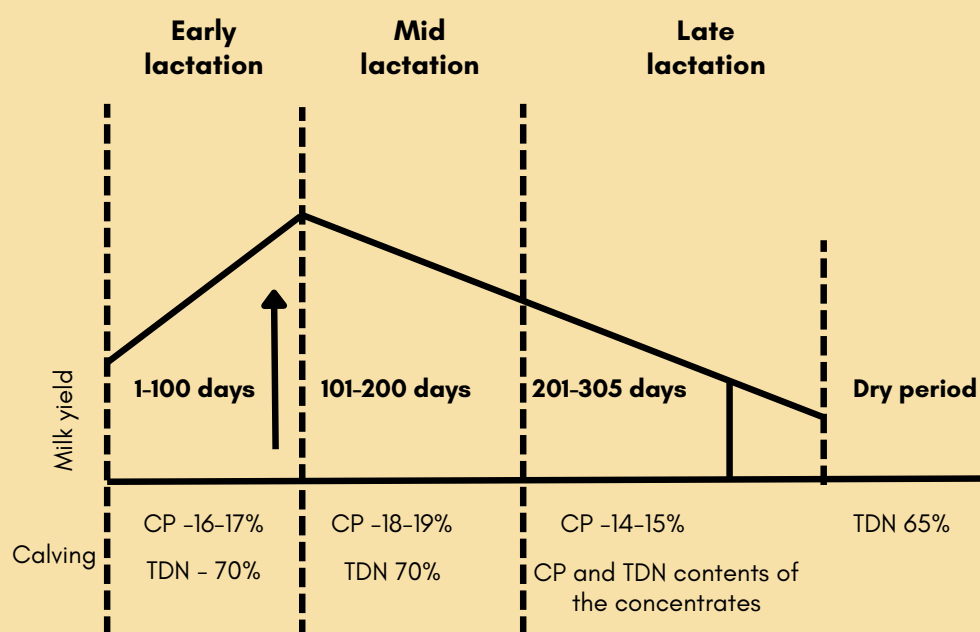 Early
lactation
Mid
lactation
Late
lactation
Milk yield
1-100 days
101-200 days
201-305 days
Dry period
Calving
CP -16-17%
TDN - 70%
CP -18-19%
TDN 70%
CP -14-15%
CP and TDN contents of
the concentrates
TDN 65%